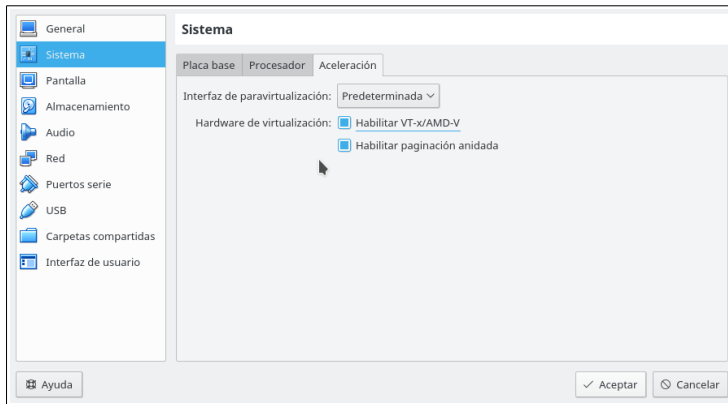 General
Sistema
Pantalla
Almacenamiento
Audio
Red
Puertos serie
USB
Carpetas compartidas
Interfaz de usuario
Sistema
Placa base Procesador Aceleración
Interfaz de paravirtualización: Predeterminada
Hardware de virtualización: Habilitar VT-x/AMD-V
Habilitar paginación anidada
Ayuda Aceptar Cancelar